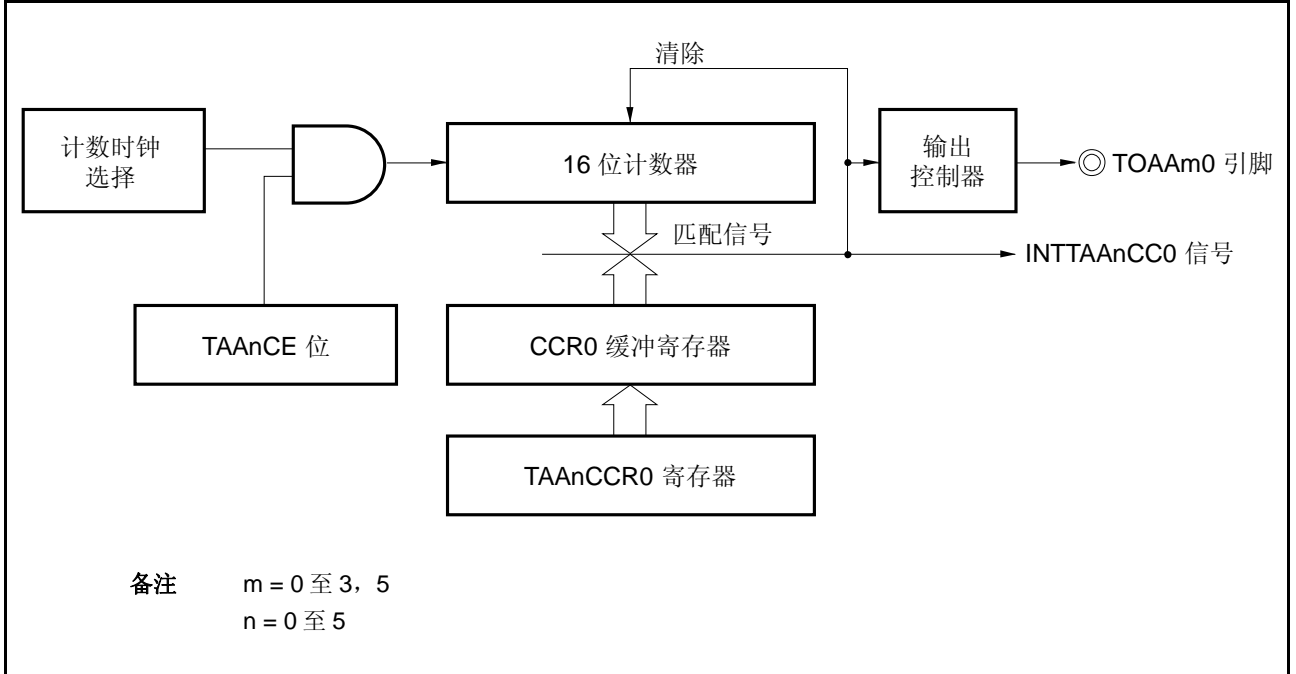 清除
计数时钟
选择
16 位计数器
输出
控制器
TOAAm0 引脚
匹配信号
INTTAAnCC0 信号
TAAnCE 位
CCR0 缓冲寄存器
TAAnCCR0 寄存器
备注 m = 0 至 3，5
n = 0 至 5